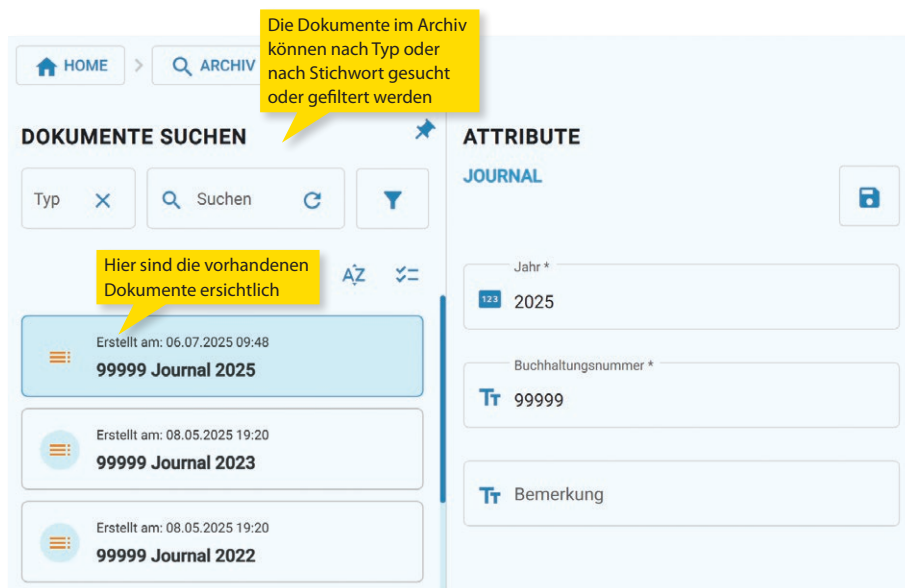 Die Dokumente im Archiv
können nach Typ oder
nach Stichwort gesucht
oder gefiltert werden
HOME > ARCHIV
DOKUMENTE SUCHEN
Typ
Suchen
Hier sind die vorhandenen
Dokumente ersichtlich
AZ
Erstellt am: 06.07.2025 09:48
99999 Journal 2025
Erstellt am: 08.05.2025 19:20
99999 Journal 2023
Erstellt am: 08.05.2025 19:20
99999 Journal 2022
ATTRIBUTE
JOURNAL
Jahr *
123 2025
Buchhaltungsnummer *
TT 99999
TT Bemerkung